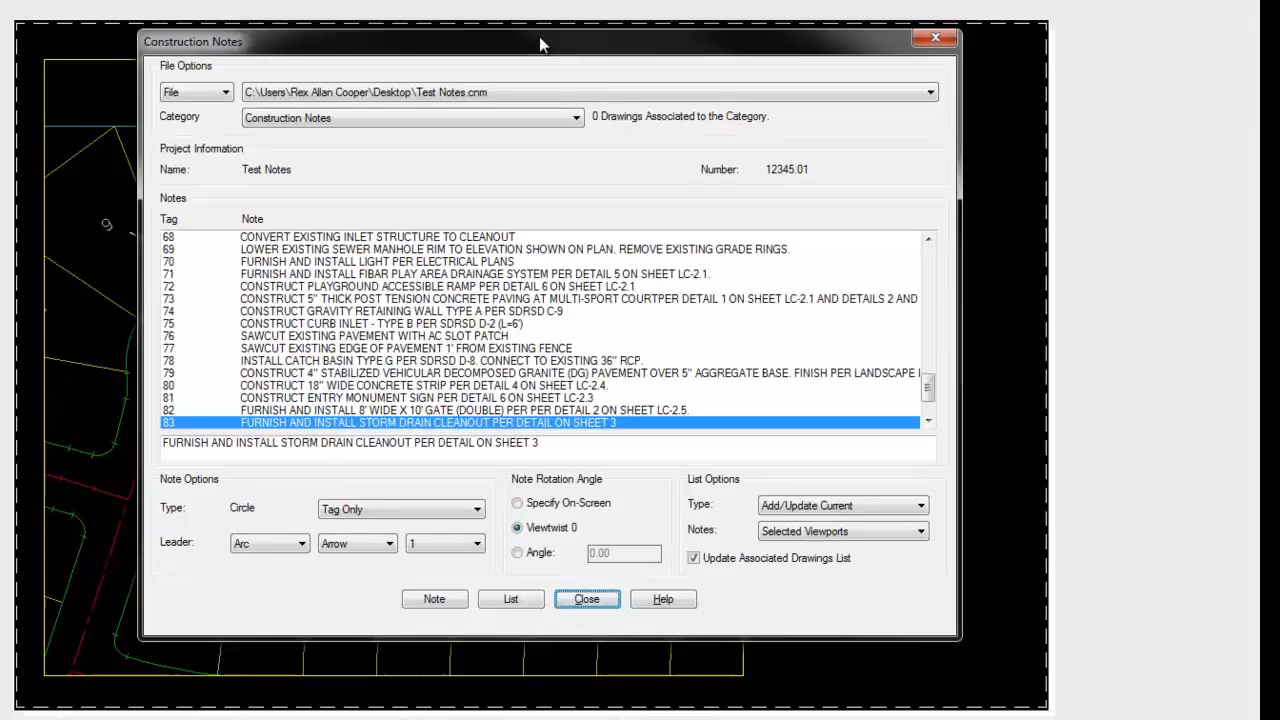 Construction Notes
File Options
File C:\Users\Rex Allan Cooper\Desktop\Test Notes.cnm
Category Construction Notes 0 Drawings Associated to the Category.
Project Information
Name: Test Notes Number: 12345.01
Notes
Tag Note
68 CONVERT EXISTING INLET STRUCTURE TO CLEANOUT
69 LOWER EXISTING SEWER MANHOLE RIM TO ELEVATION SHOWN ON PLAN. REMOVE EXISTING GRADE RINGS.
70 FURNISH AND INSTALL LIGHT PER ELECTRICAL PLANS
71 FURNISH AND INSTALL FIBAR PLAY AREA DRAINAGE SYSTEM PER DETAIL 5 ON SHEET LC-2.1.
72 CONSTRUCT PLAYGROUND ACCESSIBLE RAMP PER DETAIL 6 ON SHEET LC-2.1
73 CONSTRUCT 5" THICK POST TENSION CONCRETE PAVING AT MULTI-SPORT COURTPER DETAIL 1 ON SHEET LC-2.1 AND DETAILS 2 AND
74 CONSTRUCT GRAVITY RETAINING WALL TYPE A PER SDRSD C-9
75 CONSTRUCT CURB INLET - TYPE B PER SDRSD D-2 (L=6')
76 SAWCUT EXISTING PAVEMENT WITH AC SLOT PATCH
77 SAWCUT EXISTING EDGE OF PAVEMENT 1' FROM EXISTING FENCE
78 INSTALL CATCH BASIN TYPE G PER SDRSD D-8. CONNECT TO EXISTING 36" RCP.
79 CONSTRUCT 4" STABILIZED VEHICULAR DECOMPOSED GRANITE (DG) PAVEMENT OVER 5" AGGREGATE BASE. FINISH PER LANDSCAPE
80 CONSTRUCT 18" WIDE CONCRETE STRIP PER DETAIL 4 ON SHEET LC-2.4.
81 CONSTRUCT ENTRY MONUMENT SIGN PER DETAIL 6 ON SHEET LC-2.3
82 FURNISH AND INSTALL 8' WIDE X 10' GATE (DOUBLE) PER PER DETAIL 2 ON SHEET LC-2.5.
83 FURNISH AND INSTALL STORM DRAIN CLEANOUT PER DETAIL ON SHEET 3
FURNISH AND INSTALL STORM DRAIN CLEANOUT PER DETAIL ON SHEET 3
Note Options Note Rotation Angle List Options
Type: Circle Tag Only Specify On-Screen Type: Add/Update Current
Viewtwist 0 Notes: Selected Viewports
Leader: Arc Arrow 1 Angle: 0.00 Update Associated Drawings List
Note List Close Help